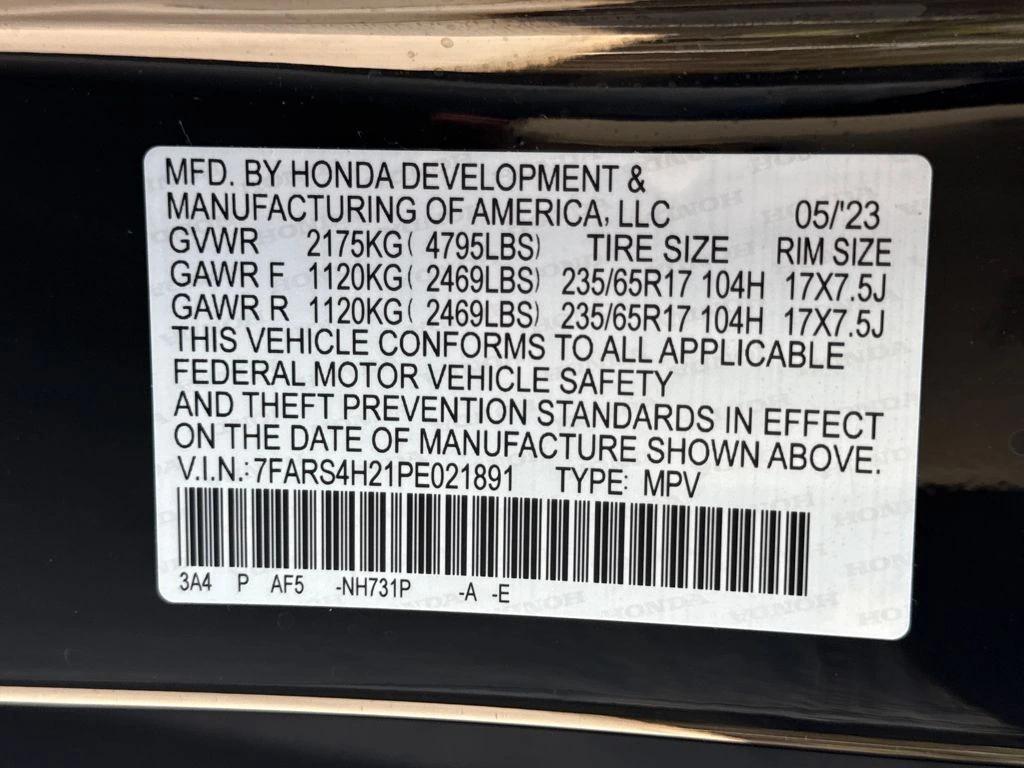 MFD. BY HONDA DEVELOPMENT &
MANUFACTURING OF AMERICA, LLC 05/'23
GVWR 2175KG( 4795LBS) TIRE SIZE RIM SIZE
GAWR F 1120KG( 2469LBS) 235/65R17 104H 17X7.5J
GAWR R 1120KG( 2469LBS) 235/65R17 104H 17X7.5J
THIS VEHICLE CONFORMS TO ALL APPLICABLE
FEDERAL MOTOR VEHICLE SAFETY
AND THEFT PREVENTION STANDARDS IN EFFECT
ON THE DATE OF MANUFACTURE SHOWN ABOVE.
V.I.N.:7FARS4H21PE021891 TYPE: MPV
3A4 P AF5 -NH731P -A -E